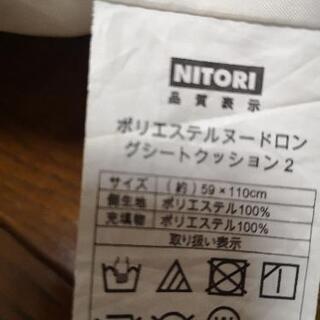 NITORI
品質表示
ポリエステルヌードロン
グシートクッション2
サイズ (約)59×110cm
側生地 ポリエステル100%
充填物 ポリエステル100%
取り扱い表示